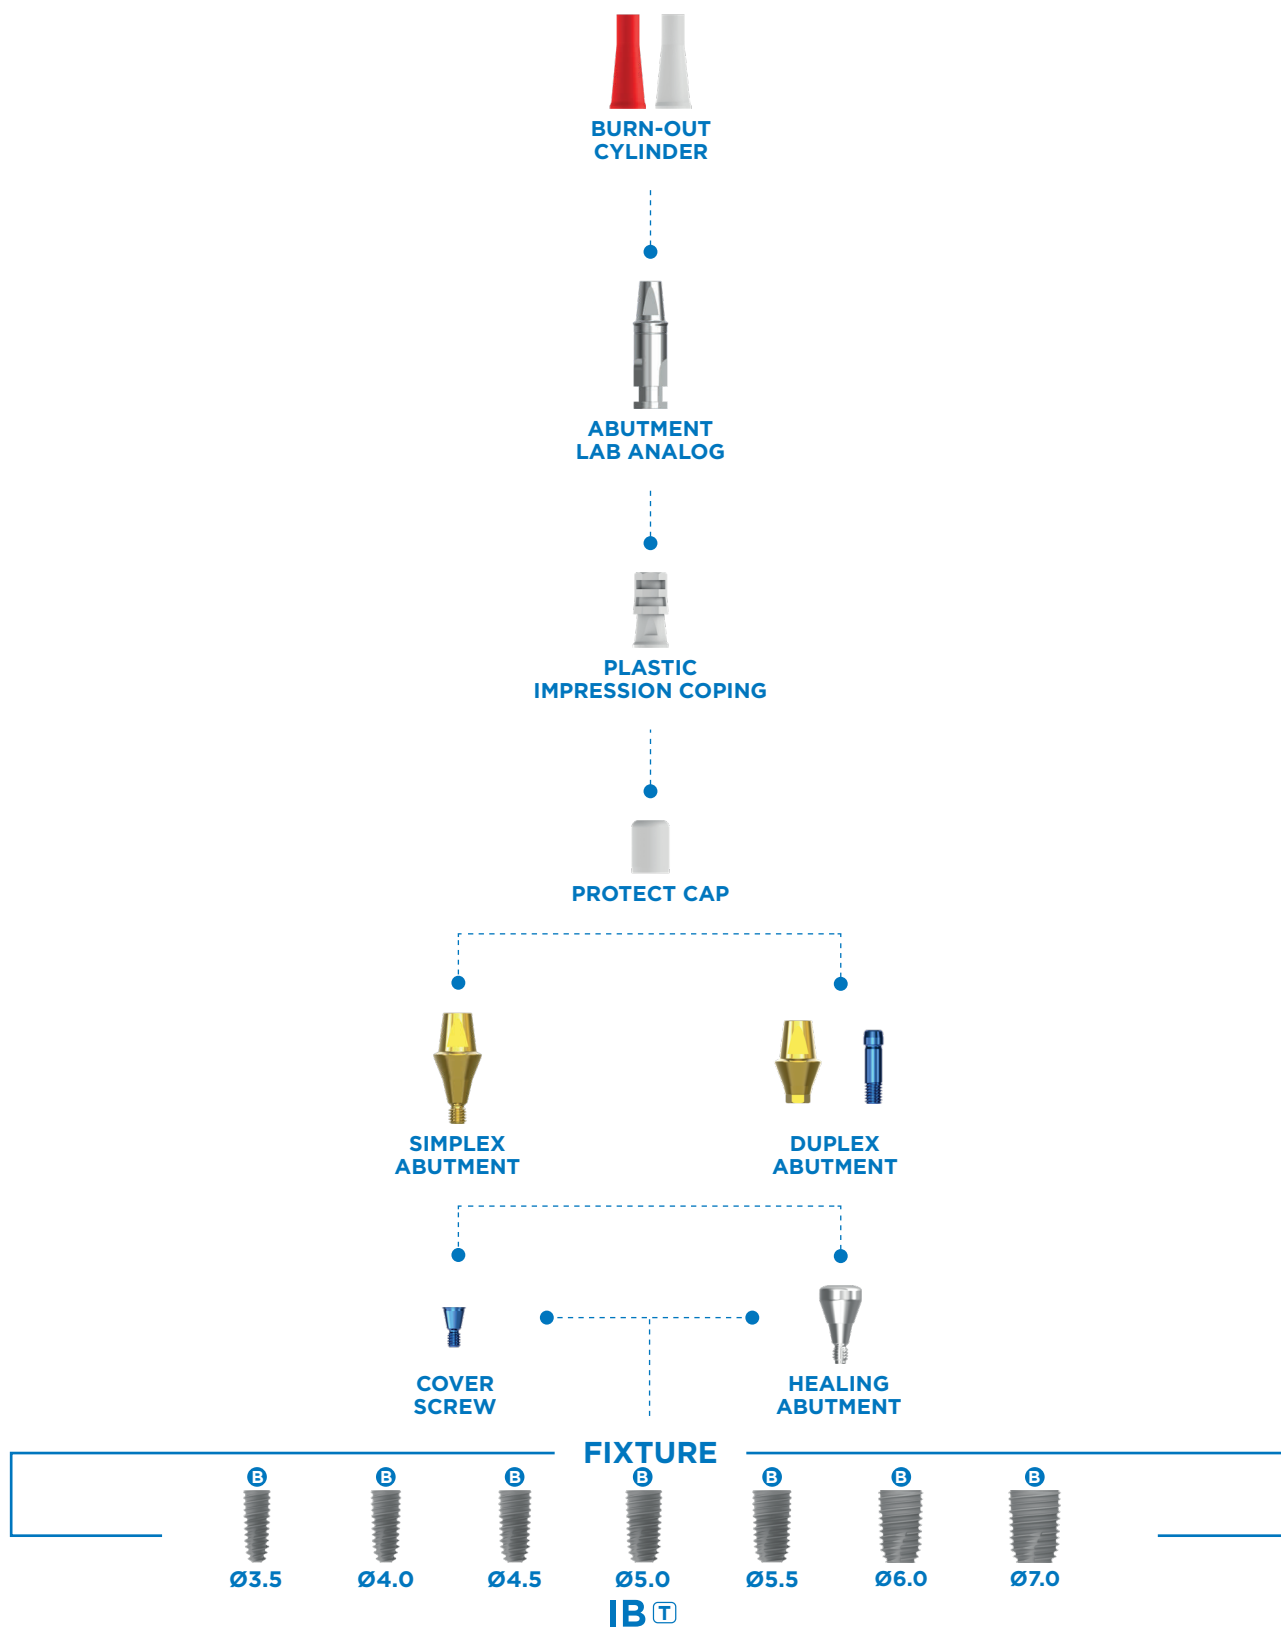 BURN-OUT
CYLINDER
ABUTMENT
LAB ANALOG
PLASTIC
IMPRESSION COPING
PROTECT CAP
SIMPLEX
ABUTMENT
DUPLEX
ABUTMENT
COVER
SCREW
HEALING
ABUTMENT
FIXTURE
B B B B B B B
Ø3.5 Ø4.0 Ø4.5 Ø5.0 Ø5.5 Ø6.0 Ø7.0
IB T